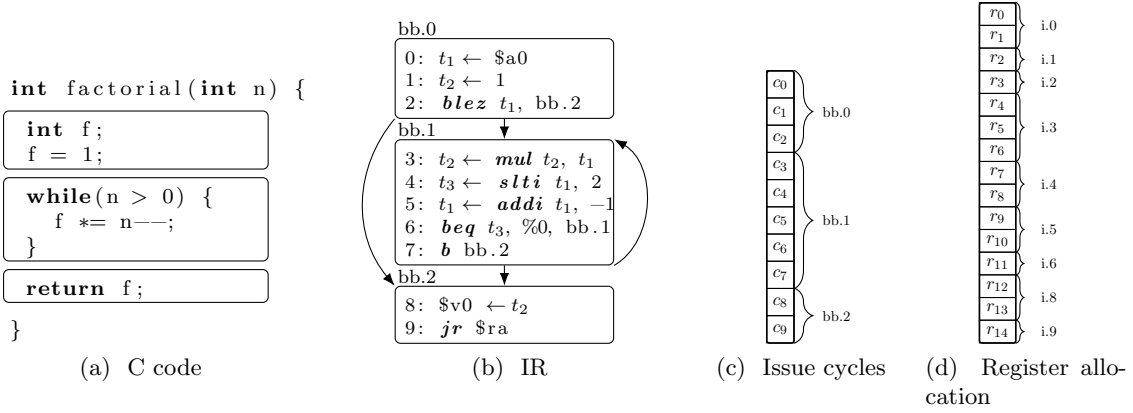 int factorial(int n) {
int f;
f = 1;
while(n > 0) {
f *= n−−;
}
return f;
}
(a) C code
bb.0
0: t1 ← $a0
1: t2 ← 1
2: blez t1, bb.2
bb.1
3: t2 ← mul t2, t1
4: t3 ← slti t1, 2
5: t1 ← addi t1, −1
6: beq t3, %0, bb.1
7: b bb.2
bb.2
8: $v0 ← t2
9: jr $ra
(b) IR
c0
c1
c2
c3
c4
c5
c6
c7
c8
c9
bb.0
bb.1
bb.2
(c) Issue cycles
r0
r1
r2
r3
r4
r5
r6
r7
r8
r9
r10
r11
r12
r13
r14
i.0
i.1
i.2
i.3
i.4
i.5
i.6
i.8
i.9
(d) Register allo-
cation